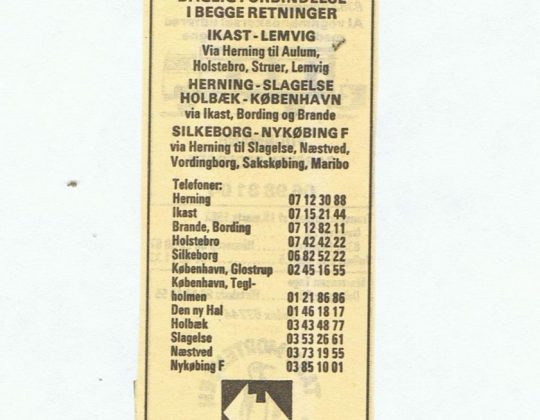 DAGLIG FORBINDELSE
I BEGGE RETNINGER
IKAST - LEMVIG
Via Herning til Aulum,
Holstebro, Struer, Lemvig
HERNING - SLAGELSE
HOLBÆK - KØBENHAVN
via Ikast, Bording og Brande
SILKEBORG - NYKØBING F
via Herning til Slagelse, Næstved,
Vordingborg, Sakskøbing, Maribo
Telefoner:
Herning 07 12 30 88
Ikast 07 15 21 44
Brande, Bording 07 12 82 11
Holstebro 07 42 42 22
Silkeborg 06 82 52 22
København, Glostrup 02 45 16 55
København, Tegl-
holmen 01 21 86 86
Den ny Hal 01 46 18 17
Holbæk 03 43 48 77
Slagelse 03 53 26 61
Næstved 03 73 19 55
Nykøbing F 03 85 10 01